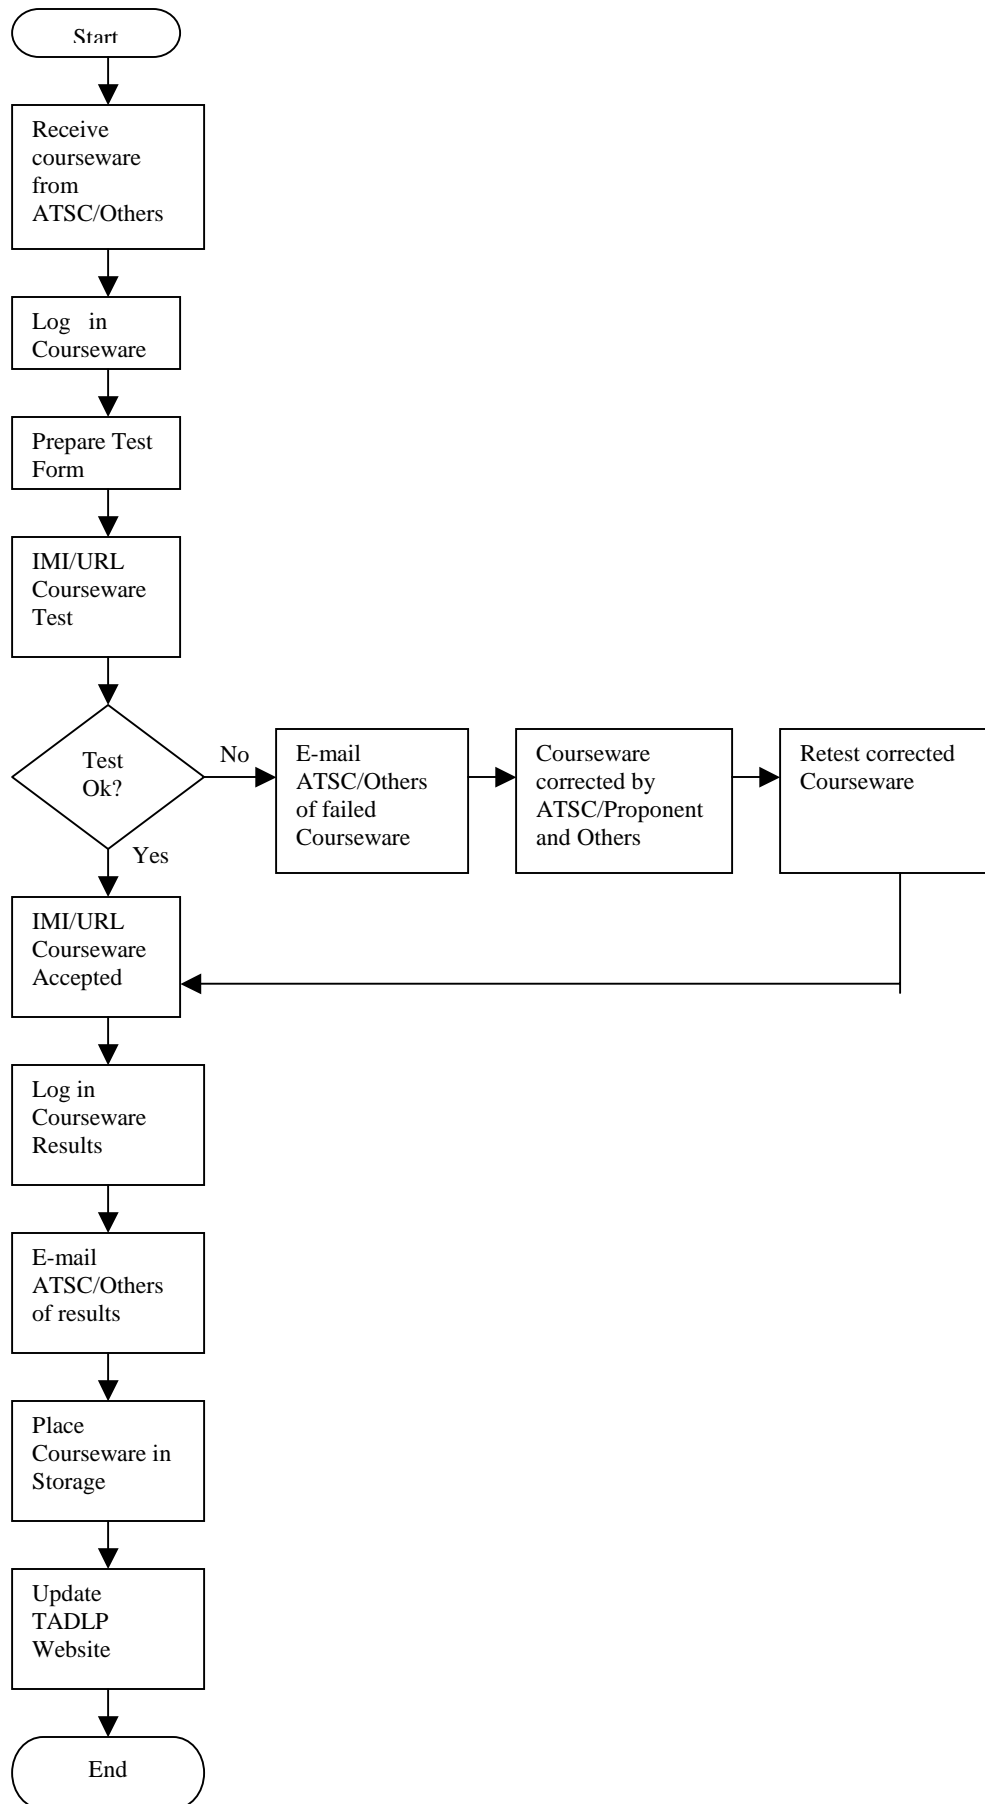 Start
Receive
courseware
from
ATSC/Others
Log in
Courseware
Prepare Test
Form
IMI/URL
Courseware
Test
Test
Ok?
No
E-mail
ATSC/Others
of failed
Courseware
Courseware
corrected by
ATSC/Proponent
and Others
Retest corrected
Courseware
Yes
IMI/URL
Courseware
Accepted
Log in
Courseware
Results
E-mail
ATSC/Others
of results
Place
Courseware in
Storage
Update
TADLP
Website
End